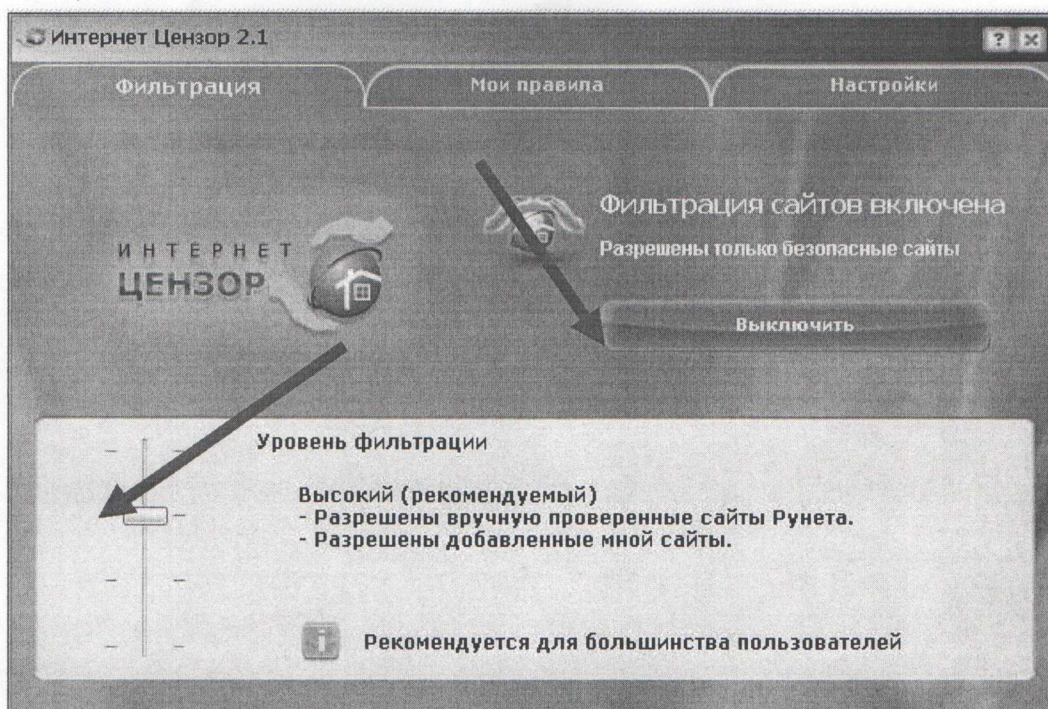 Интернет Цензор 2.1
Фильтрация
Мои правила
Настройки
ИНТЕРНЕТ
ЦЕНЗОР
Фильтрация сайтов включена
Разрешены только безопасные сайты
Выключить
Уровень фильтрации
Высокий (рекомендуемый)
- Разрешены вручную проверенные сайты Рунета.
- Разрешены добавленные мной сайты.
Рекомендуется для большинства пользователей